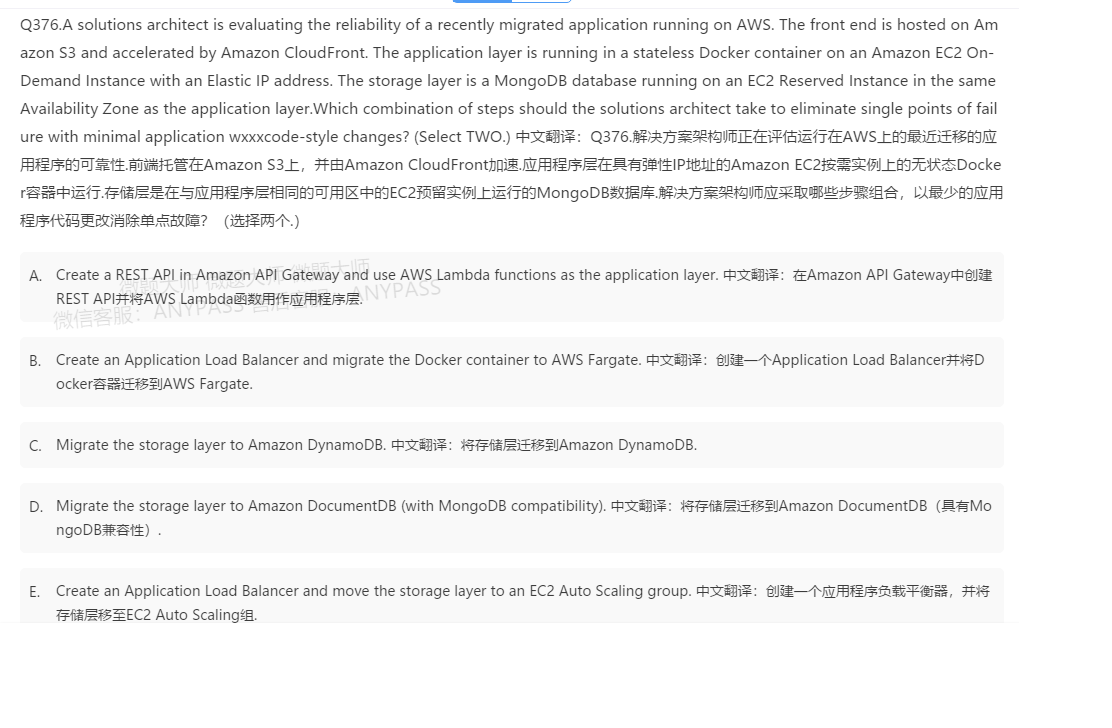 Q376.A solutions architect is evaluating the reliability of a recently migrated application running on AWS. The front end is hosted on Am
azon S3 and accelerated by Amazon CloudFront. The application layer is running in a stateless Docker container on an Amazon EC2 On-
Demand Instance with an Elastic IP address. The storage layer is a MongoDB database running on an EC2 Reserved Instance in the same
Availability Zone as the application layer.Which combination of steps should the solutions architect take to eliminate single points of fail
ure with minimal application wxxxcode-style changes? (Select TWO.) 中文翻译：Q376.解决方案架构师正在评估运行在AWS上的最近迁移的应
用程序的可靠性.前端托管在Amazon S3上，并由Amazon CloudFront加速.应用程序层在具有弹性IP地址的Amazon EC2按需实例上的无状态Docke
r容器中运行.存储层是在与应用程序层相同的可用区中的EC2预留实例上运行的MongoDB数据库.解决方案架构师应采取哪些步骤组合，以最少的应用
程序代码更改消除单点故障？（选择两个.）
A. Create a REST API in Amazon API Gateway and use AWS Lambda functions as the application layer. 中文翻译：在Amazon API Gateway中创建
REST API并将AWS Lambda函数用作应用程序层.
微题大师 微题大师 微题大师
微信客服：ANYPASS 售后客服：ANYPASS
B. Create an Application Load Balancer and migrate the Docker container to AWS Fargate. 中文翻译：创建一个Application Load Balancer并将D
ocker容器迁移到AWS Fargate.
C. Migrate the storage layer to Amazon DynamoDB. 中文翻译：将存储层迁移到Amazon DynamoDB.
D. Migrate the storage layer to Amazon DocumentDB (with MongoDB compatibility). 中文翻译：将存储层迁移到Amazon DocumentDB（具有Mo
ngoDB兼容性）.
E. Create an Application Load Balancer and move the storage layer to an EC2 Auto Scaling group. 中文翻译：创建一个应用程序负载平衡器，并将
存储层移至EC2 Auto Scaling组.